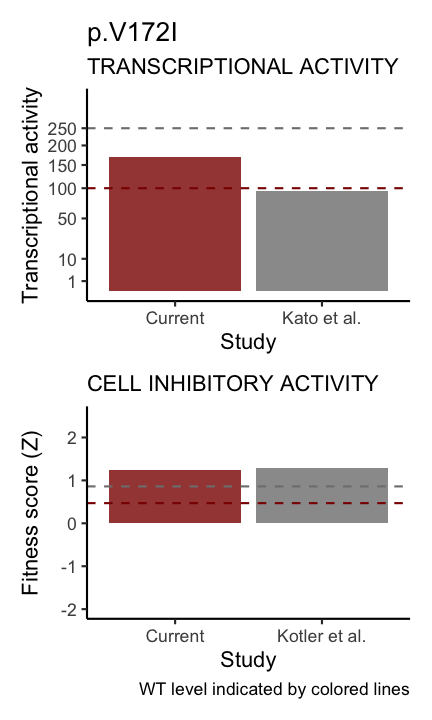 p.V172I
TRANSCRIPTIONAL ACTIVITY
Transcriptional activity
250
200
150
100
50
10
1
Current
Kato et al.
Study
CELL INHIBITORY ACTIVITY
Fitness score (Z)
2
1
0
-1
-2
Current
Kotler et al.
Study
WT level indicated by colored lines